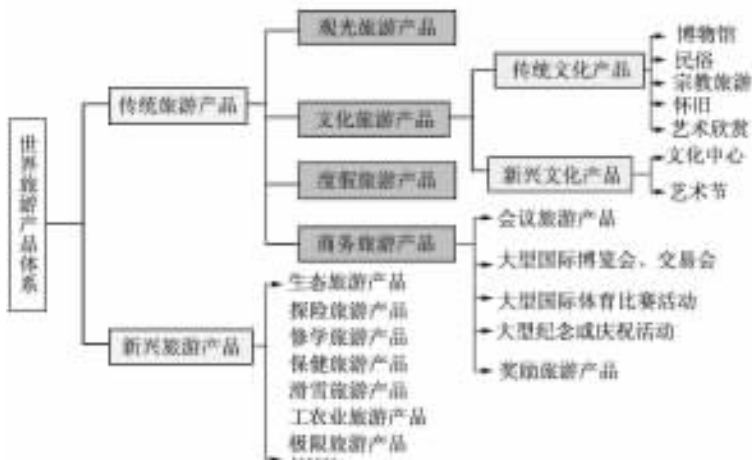 世界旅游产品体系
传统旅游产品
观光旅游产品
文化旅游产品
传统文化产品
博物馆
民俗
宗教旅游
怀旧
艺术欣赏
新兴文化产品
文化中心
艺术节
度假旅游产品
商务旅游产品
会议旅游产品
大型国际博览会、交易会
大型国际体育比赛活动
大型纪念或庆祝活动
奖励旅游产品
新兴旅游产品
生态旅游产品
探险旅游产品
修学旅游产品
保健旅游产品
滑雪旅游产品
工农业旅游产品
极限旅游产品